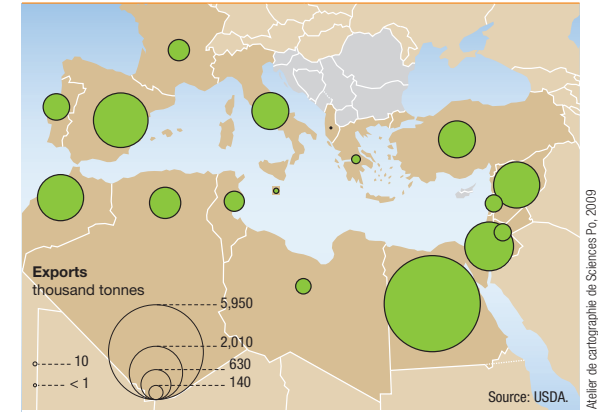 Exports
thousand tonnes
5,950
2,010
630
140
10
< 1
Source: USDA.
Atelier de cartographie de Sciences Po, 2009